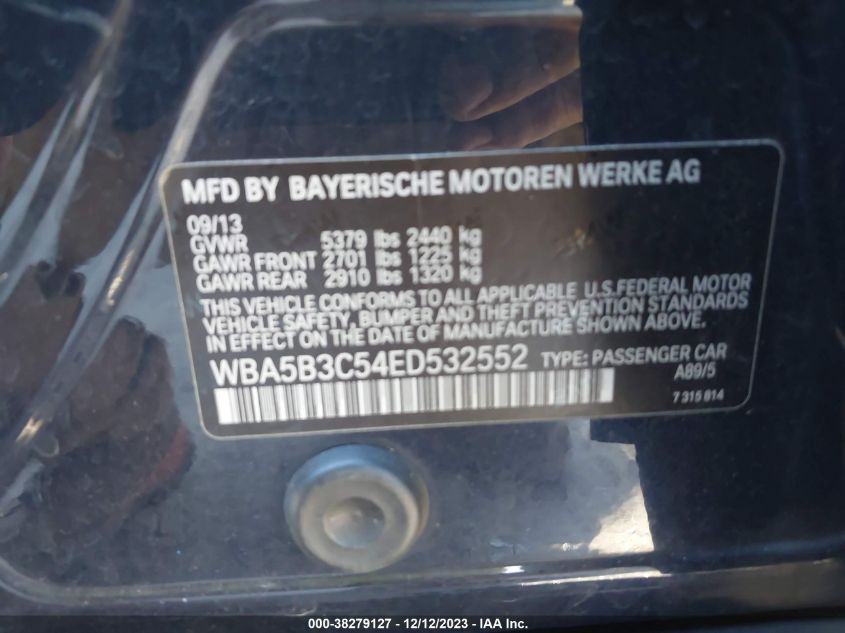 MFD BY BAYERISCHE MOTOREN WERKE AG
09/13
GVWR 5379 lbs 2440 kg
GAWR FRONT 2701 lbs 1225 kg
GAWR REAR 2910 lbs 1320 kg
THIS VEHICLE CONFORMS TO ALL APPLICABLE U.S.FEDERAL MOTOR
VEHICLE SAFETY, BUMPER AND THEFT PREVENTION STANDARDS
IN EFFECT ON THE DATE OF MANUFACTURE SHOWN ABOVE.
WBA5B3C54ED532552 TYPE: PASSENGER CAR
A89/5
7 315 814
000-38279127 - 12/12/2023 - IAA Inc.